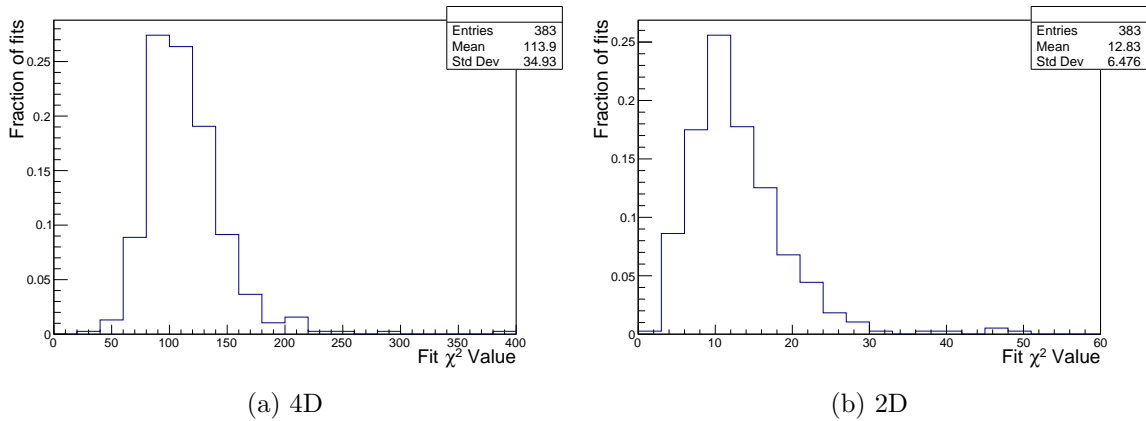 Fraction of fits
0.25
0.2
0.15
0.1
0.05
0
0 50 100 150 200 250 300 350 400
Fit χ² Value
Entries 383
Mean 113.9
Std Dev 34.93
(a) 4D
Fraction of fits
0.25
0.2
0.15
0.1
0.05
0
0 10 20 30 40 50 60
Fit χ² Value
Entries 383
Mean 12.83
Std Dev 6.476
(b) 2D